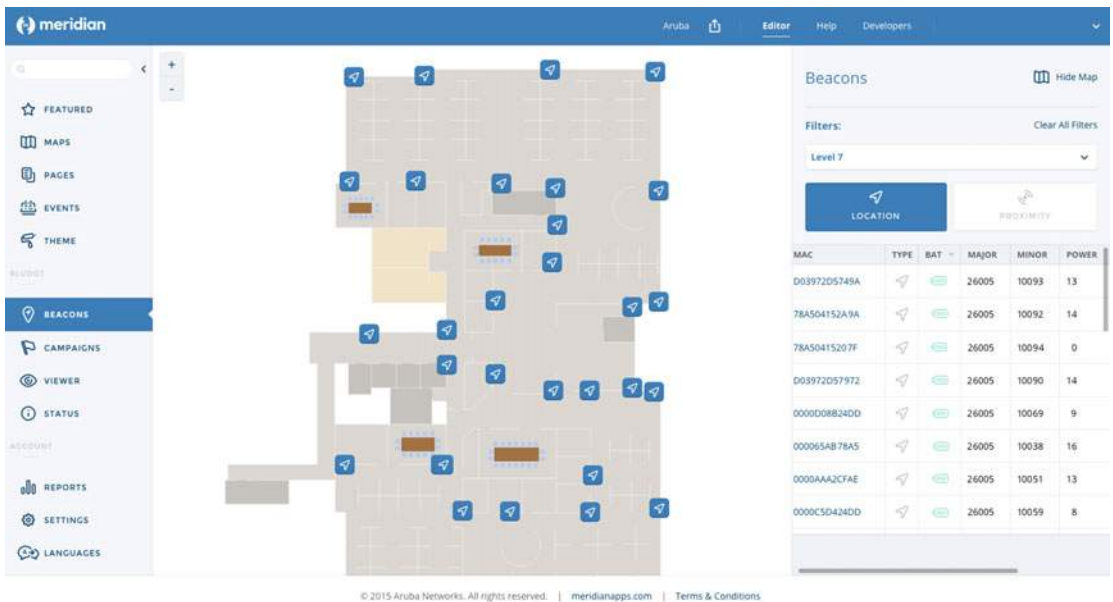 meridian
Aruba
Editor
Help
Developers
FEATURED
MAPS
PAGES
EVENTS
THEME
BLUDOT
BEACONS
CAMPAIGNS
VIEWER
STATUS
ACCOUNT
REPORTS
SETTINGS
LANGUAGES
+
-
Beacons
Hide Map
Filters:
Clear All Filters
Level 7
LOCATION
PROXIMITY
MAC TYPE BAT MAJOR MINOR POWER
D03972D5749A 26005 10093 13
78A504152A9A 26005 10092 14
78A50415207F 26005 10094 0
D03972D57972 26005 10090 14
0000D08B24DD 26005 10069 9
000065AB78A5 26005 10038 16
0000AAA2CFAE 26005 10051 13
0000C5D424DD 26005 10059 8
© 2015 Aruba Networks. All rights reserved. | meridianapps.com | Terms & Conditions